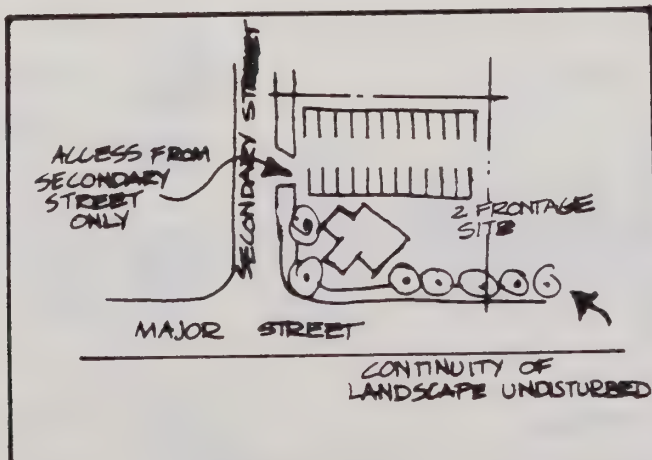 SECONDARY STREET
ACCESS FROM
SECONDARY
STREET
ONLY
2 FRONTAGE
SITE
MAJOR STREET
CONTINUITY OF
LANDSCAPE UNDISTURBED